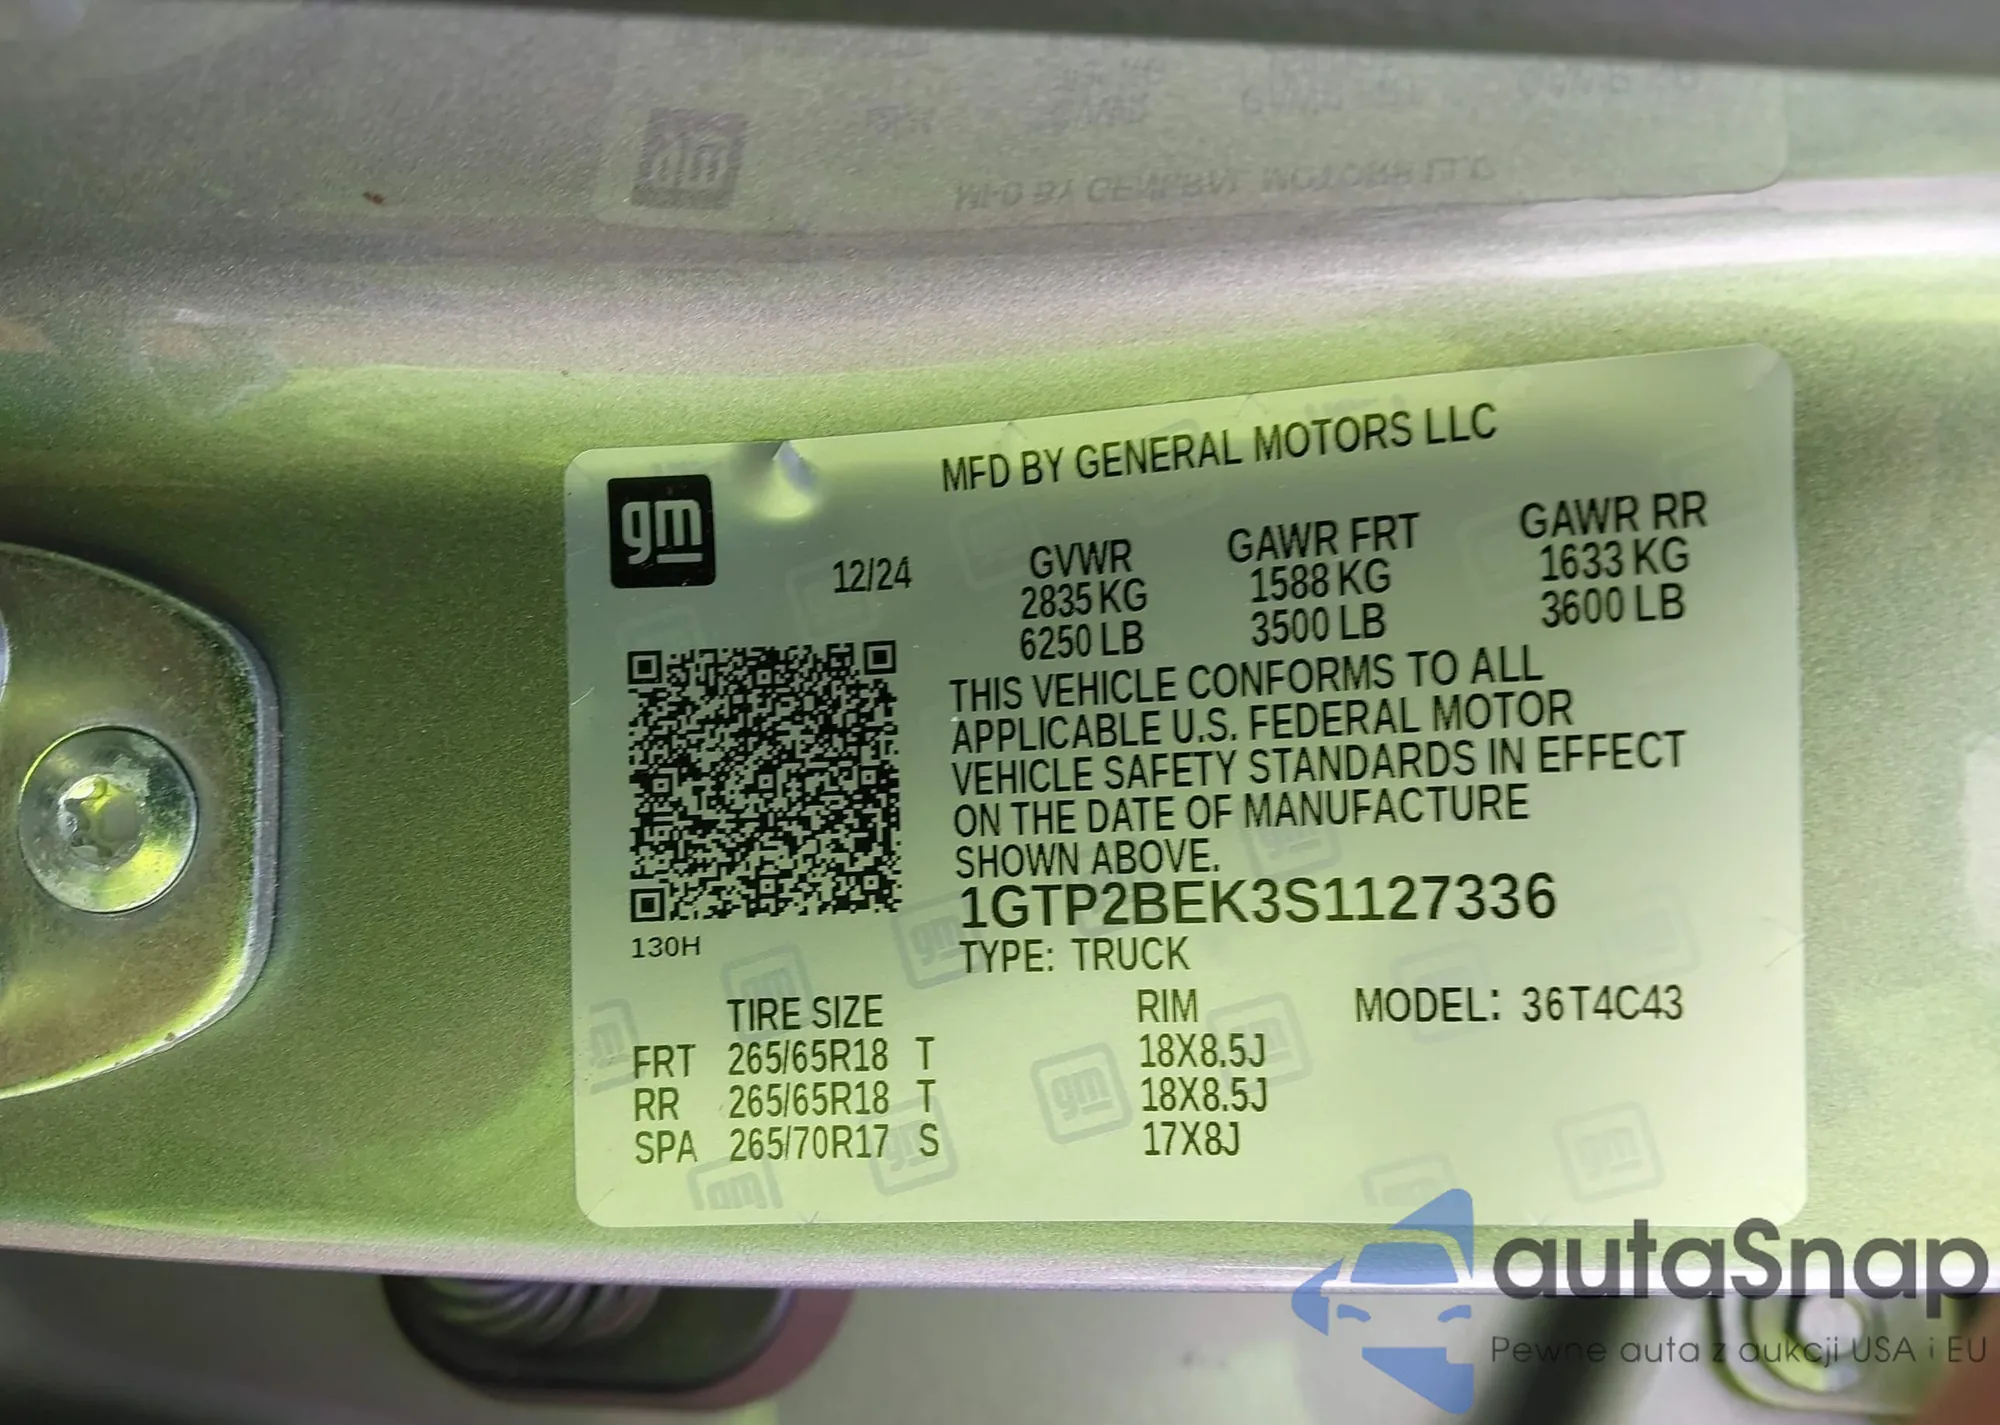 MFD BY GENERAL MOTORS LLC
gm
12/24
GVWR GAWR FRT GAWR RR
2835 KG 1588 KG 1633 KG
6250 LB 3500 LB 3600 LB
THIS VEHICLE CONFORMS TO ALL
APPLICABLE U.S. FEDERAL MOTOR
VEHICLE SAFETY STANDARDS IN EFFECT
ON THE DATE OF MANUFACTURE
SHOWN ABOVE.
1GTP2BEK3S1127336
130H
TYPE: TRUCK
TIRE SIZE RIM MODEL: 36T4C43
FRT 265/65R18 T 18X8.5J
RR 265/65R18 T 18X8.5J
SPA 265/70R17 S 17X8J
autaSnap
Pewne auta z aukcji USA i EU